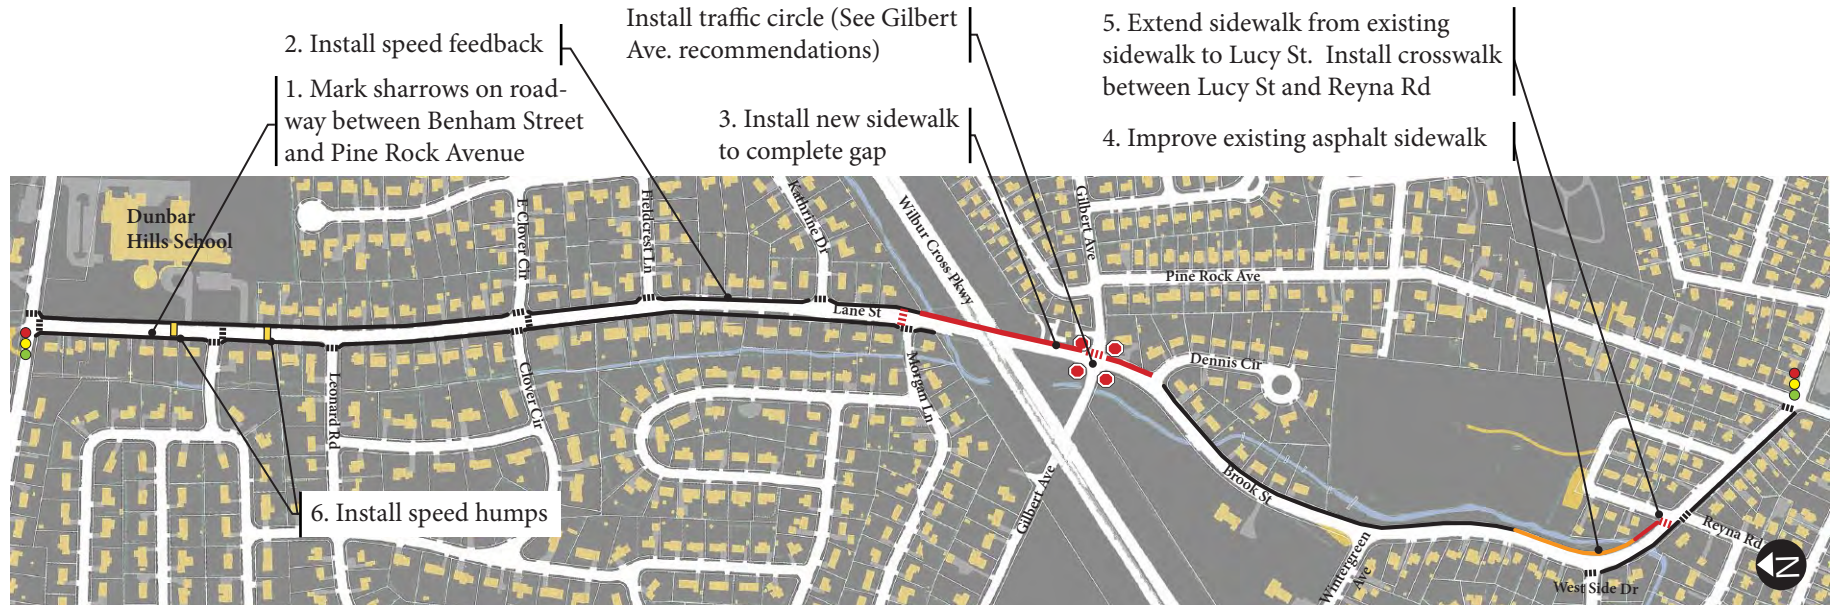 2. Install speed feedback
1. Mark sharrows on road-
way between Benham Street
and Pine Rock Avenue
Install traffic circle (See Gilbert
Ave. recommendations)
3. Install new sidewalk
to complete gap
5. Extend sidewalk from existing
sidewalk to Lucy St.  Install crosswalk
between Lucy St and Reyna Rd
4. Improve existing asphalt sidewalk
Dunbar
Hills School
E Clover Cir
Fieldcrest Ln
Kathrine Dr
Wilbur Cross Pkwy
Gilbert Ave
Pine Rock Ave
Lane St
Dennis Cir
Leonard Rd
Clover Cir
Morgan Ln
Gilbert Ave
Brook St
Wintergreen
Ave
Reyna Rd
West Side Dr
6. Install speed humps
N